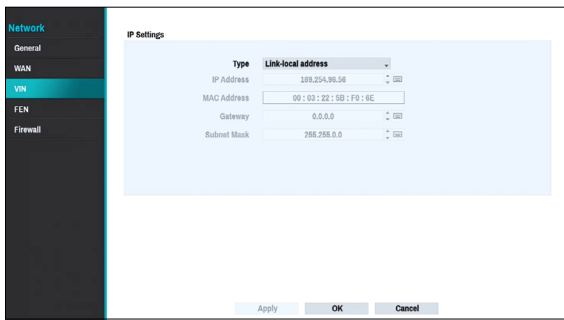 Network
General
WAN
VIN
FEN
Firewall
IP Settings
Type Link-local address
IP Address 169.254.96.56
MAC Address 00 : 03 : 22 : 5B : F0 : 6E
Gateway 0.0.0.0
Subnet Mask 255.255.0.0
Apply OK Cancel